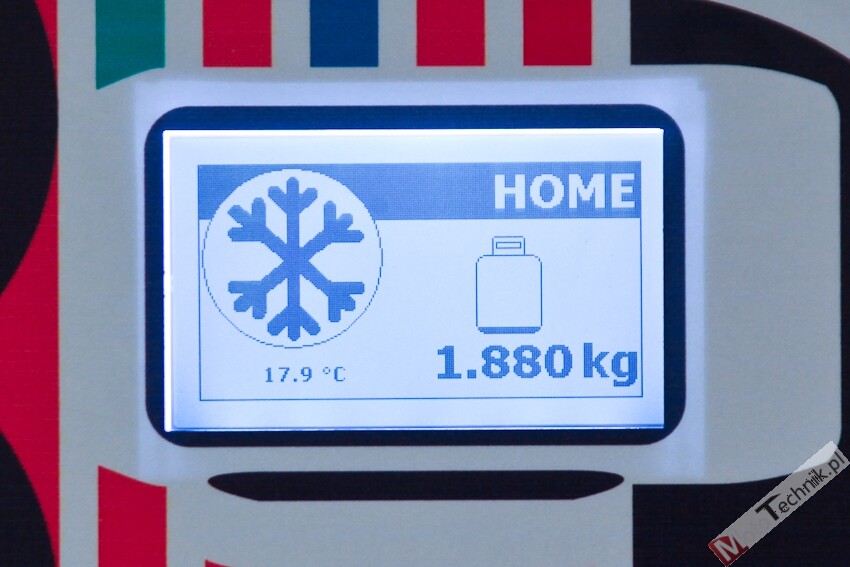 HOME
17.9 °C
1.880 kg
M Technik.pl